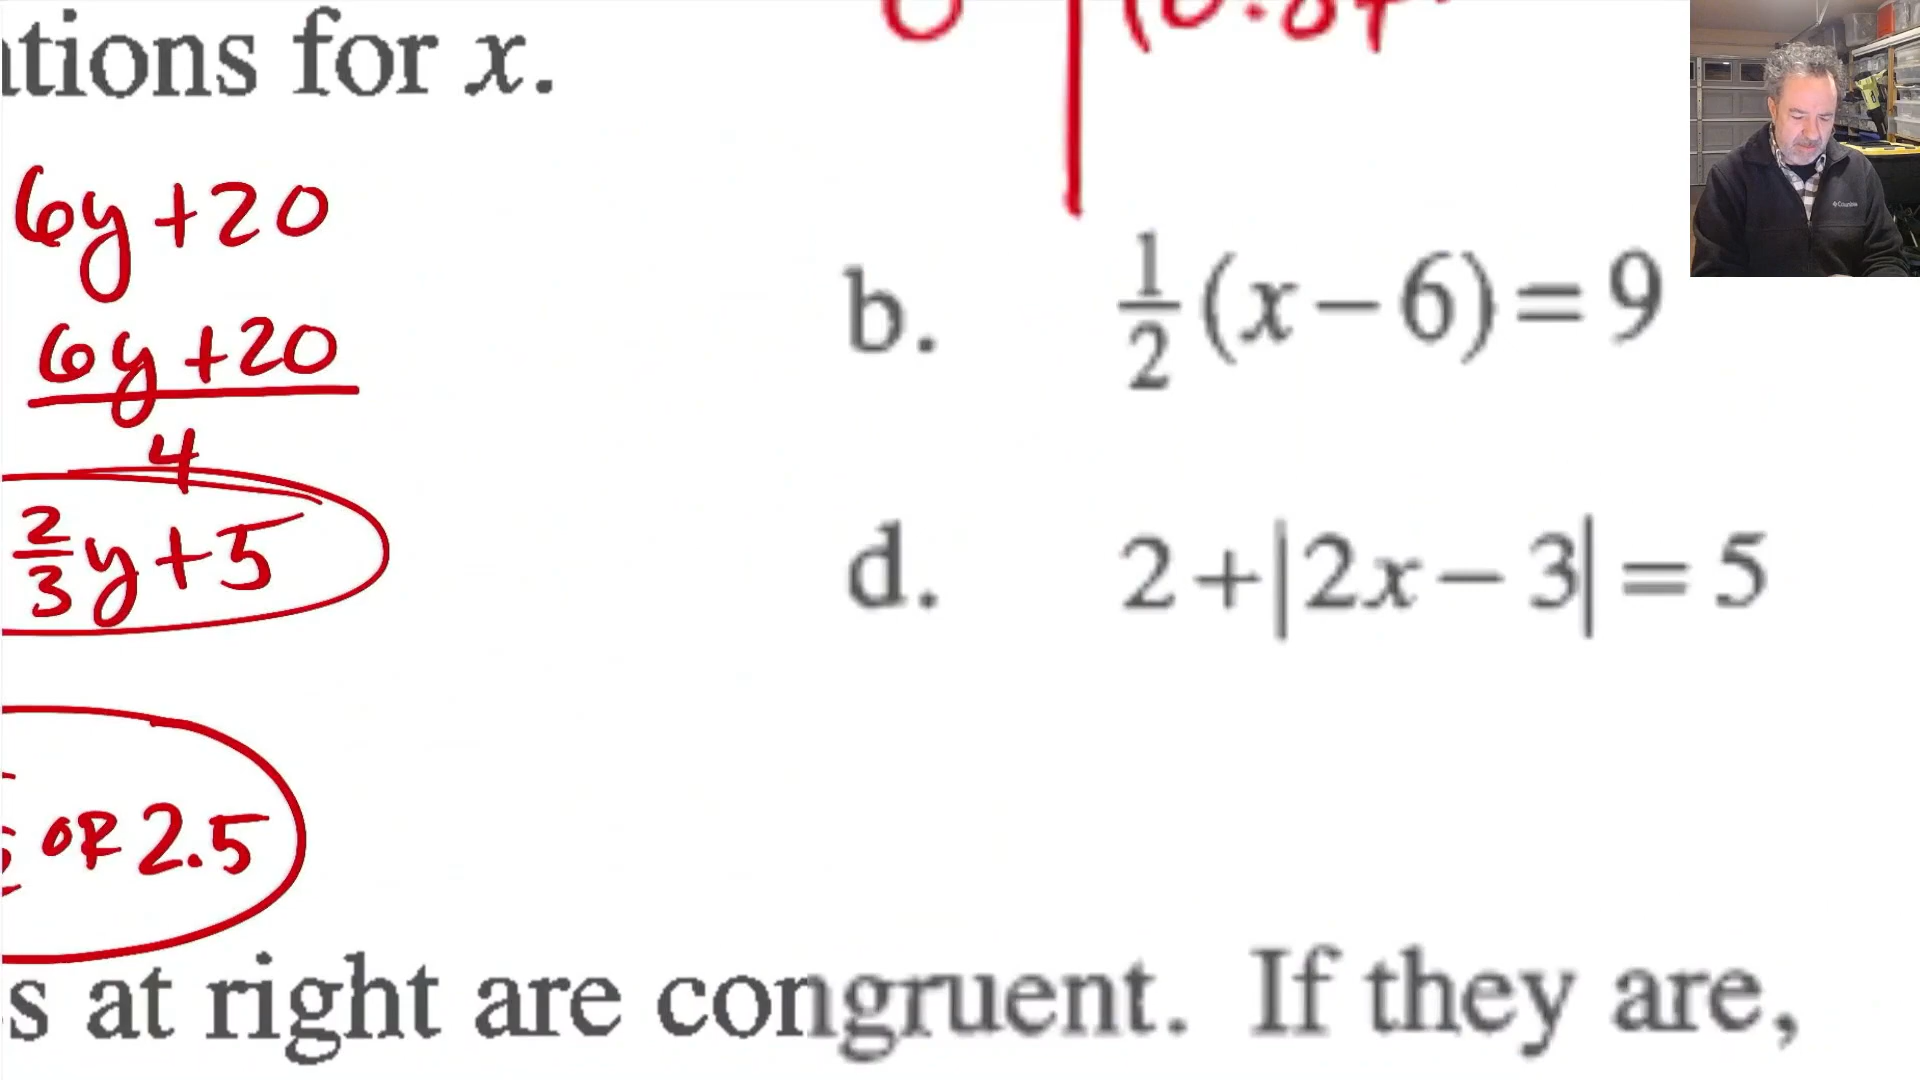 tions for x.
6y+20
6y+20
4
2/3 y+5
OR 2.5
b. 1/2 (x−6)=9
d. 2+|2x−3|=5
s at right are congruent. If they are,